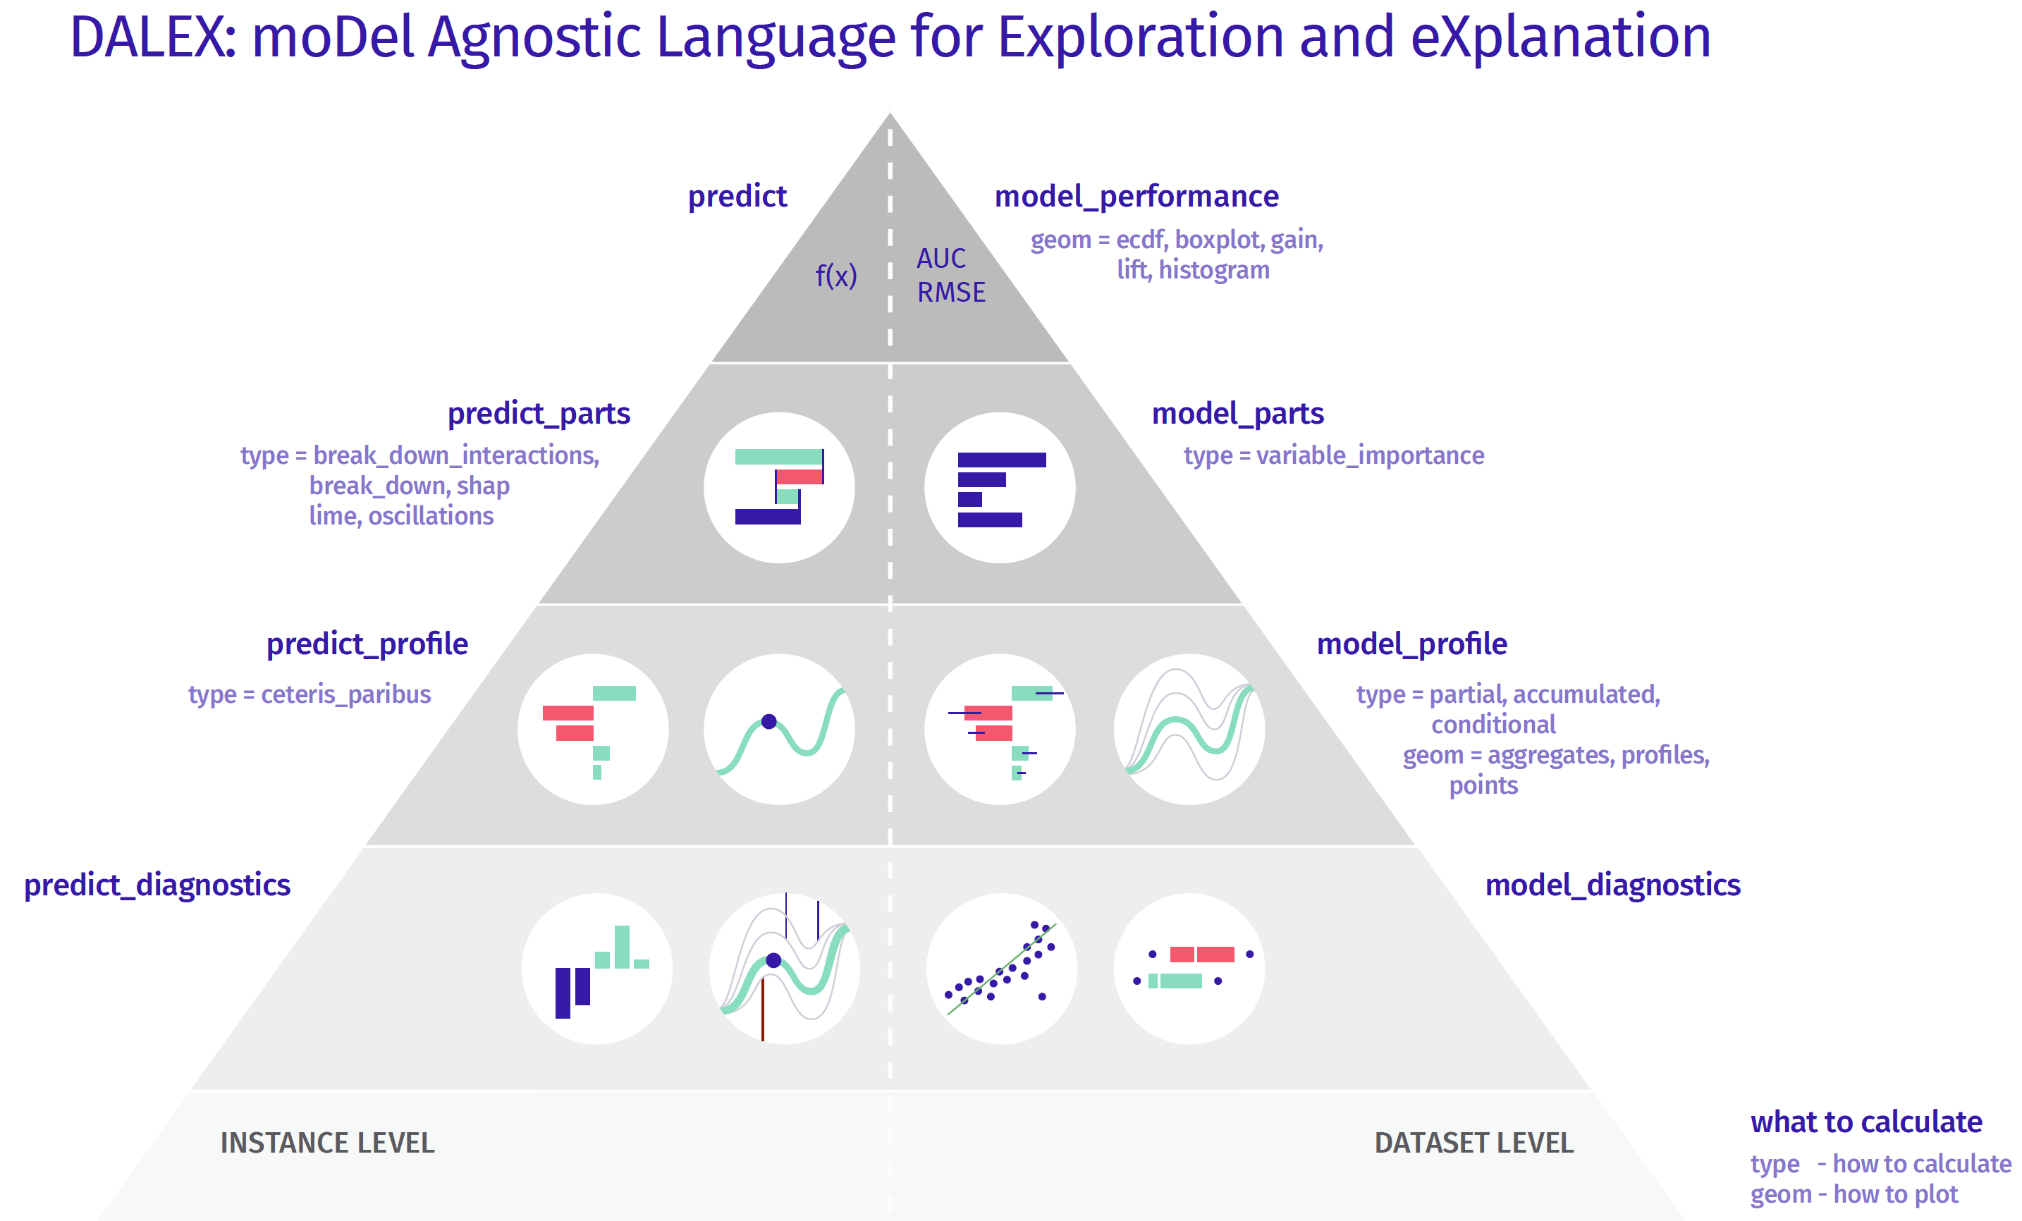 DALEX: moDel Agnostic Language for Exploration and eXplanation
predict
f(x)
model_performance
geom = ecdf, boxplot, gain,
lift, histogram
AUC
RMSE
predict_parts
type = break_down_interactions,
break_down, shap
lime, oscillations
model_parts
type = variable_importance
predict_profile
type = ceteris_paribus
model_profile
type = partial, accumulated,
conditional
geom = aggregates, profiles,
points
predict_diagnostics
model_diagnostics
INSTANCE LEVEL
DATASET LEVEL
what to calculate
type - how to calculate
geom - how to plot